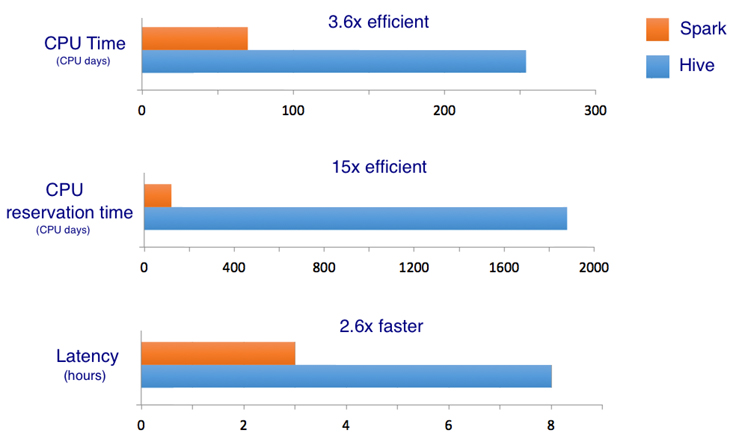 3.6x efficient
CPU Time
(CPU days)
0 100 200 300
Spark
Hive
15x efficient
CPU
reservation time
(CPU days)
0 400 800 1200 1600 2000
2.6x faster
Latency
(hours)
0 2 4 6 8